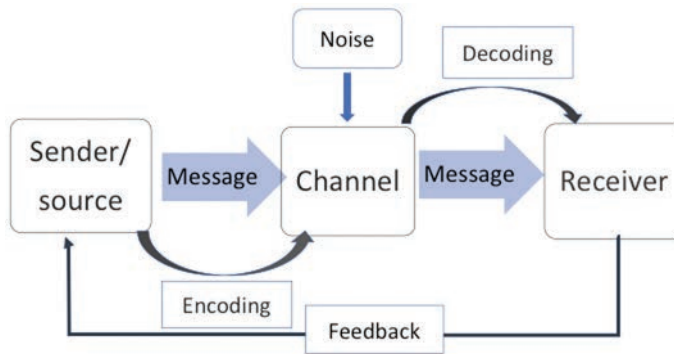 Noise
Decoding
Sender/
source
Message
Channel
Message
Receiver
Encoding
Feedback